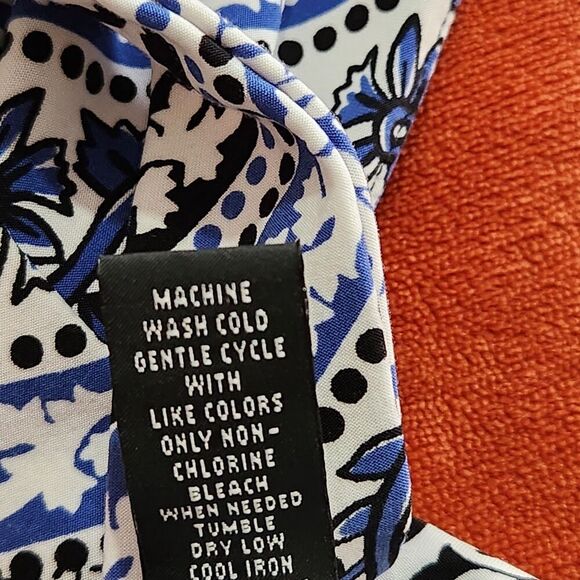 MACHINE
WASH COLD
GENTLE CYCLE
WITH
LIKE COLORS
ONLY NON-
CHLORINE
BLEACH
WHEN NEEDED
TUMBLE
DRY LOW
COOL IRON